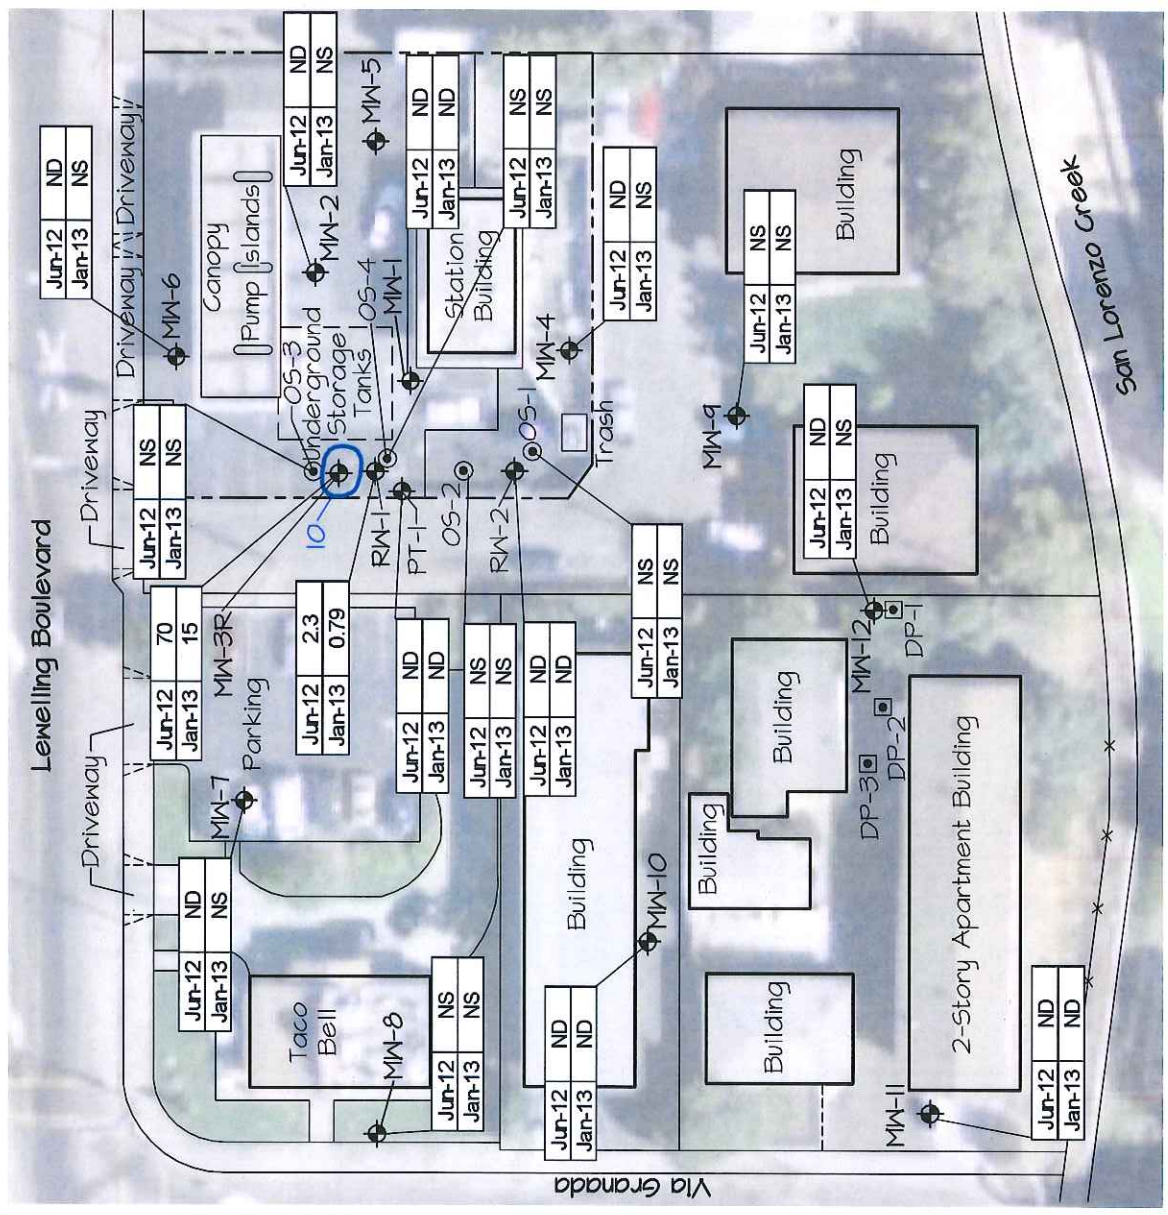 Lewelling Boulevard
Driveway
Driveway
Driveway
Driveway
Jun-12 ND
Jan-13 NS
MW-6
Canopy
Pump Islands
Jun-12 ND
Jan-13 NS
MW-2
MW-5
Jun-12 ND
Jan-13 ND
MW-1
OS-4
OS-3
Underground
Storage
Tanks
Station
Building
Jun-12 NS
Jan-13 NS
Jun-12 ND
Jan-13 NS
MW-4
OS-1
Trash
Jun-12 NS
Jan-13 NS
10
RW-1
PT-1
OS-2
RW-2
Jun-12 70
Jan-13 15
MW-3R
Parking
Jun-12 2.3
Jan-13 0.79
Jun-12 ND
Jan-13 ND
Jun-12 NS
Jan-13 NS
Jun-12 ND
Jan-13 ND
Jun-12 NS
Jan-13 NS
MW-7
Jun-12 ND
Jan-13 NS
Taco
Bell
MW-8
Jun-12 NS
Jan-13 NS
Building
MW-10
Jun-12 ND
Jan-13 ND
Building
Jun-12 NS
Jan-13 NS
MW-9
Building
Jun-12 ND
Jan-13 NS
MW-12
DP-1
DP-2
DP-3
Building
Building
Building
2-Story Apartment Building
MW-11
Jun-12 ND
Jan-13 ND
San Lorenzo Creek
Via Granada